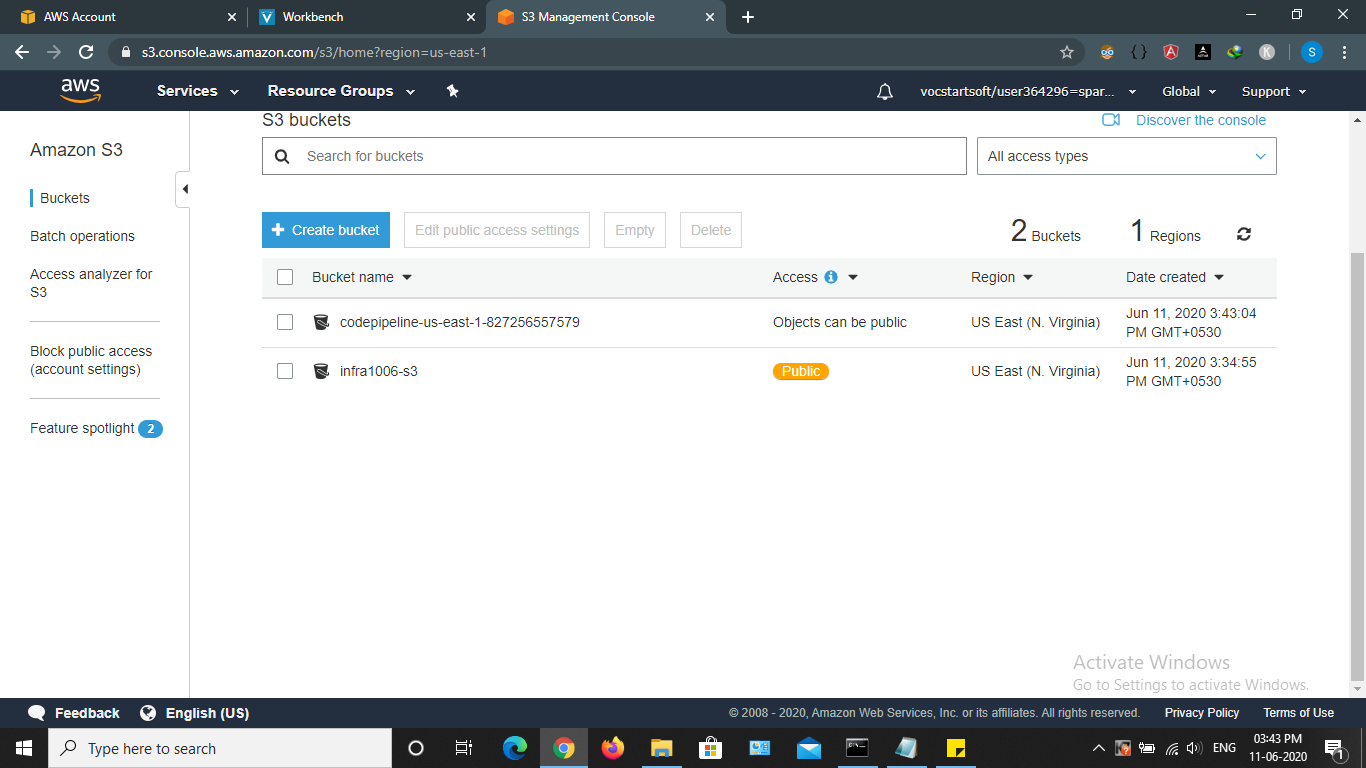 AWS Account
Workbench
S3 Management Console
s3.console.aws.amazon.com/s3/home?region=us-east-1
K
S
aws
Services
Resource Groups
vocstartsoft/user364296=spar...
Global
Support
Amazon S3
Buckets
Batch operations
Access analyzer for
S3
Block public access
(account settings)
Feature spotlight 2
S3 buckets
Discover the console
Search for buckets
All access types
Create bucket
Edit public access settings
Empty
Delete
2 Buckets
1 Regions
Bucket name
Access
Region
Date created
codepipeline-us-east-1-827256557579
Objects can be public
US East (N. Virginia)
Jun 11, 2020 3:43:04
PM GMT+0530
infra1006-s3
Public
US East (N. Virginia)
Jun 11, 2020 3:34:55
PM GMT+0530
Activate Windows
Go to Settings to activate Windows.
Feedback
English (US)
© 2008 - 2020, Amazon Web Services, Inc. or its affiliates. All rights reserved.
Privacy Policy
Terms of Use
Type here to search
ENG
03:43 PM
11-06-2020
1